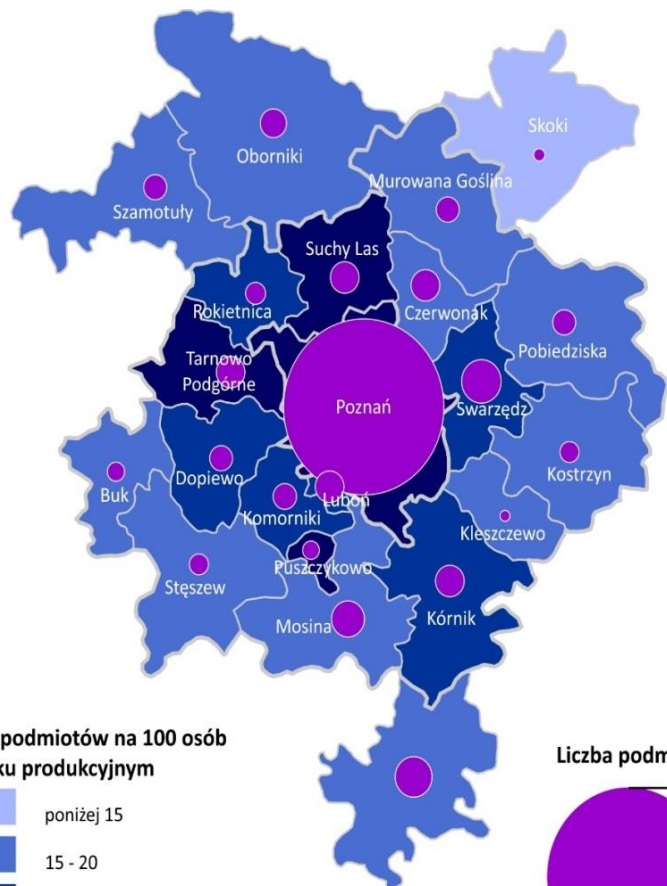 Skoki
Oborniki
Murowana Goślina
Szamotuły
Suchy Las
Rokietnica
Czerwonak
Pobiedziska
Tarnowo
Podgórne
Poznań
Swarzędz
Buk
Dopiewo
Luboń
Kostrzyn
Komorniki
Kleszczewo
Puszczykowo
Stęszew
Mosina
Kórnik
podmiotów na 100 osób
ku produkcyjnym
Liczba podm
poniżej 15
15 - 20